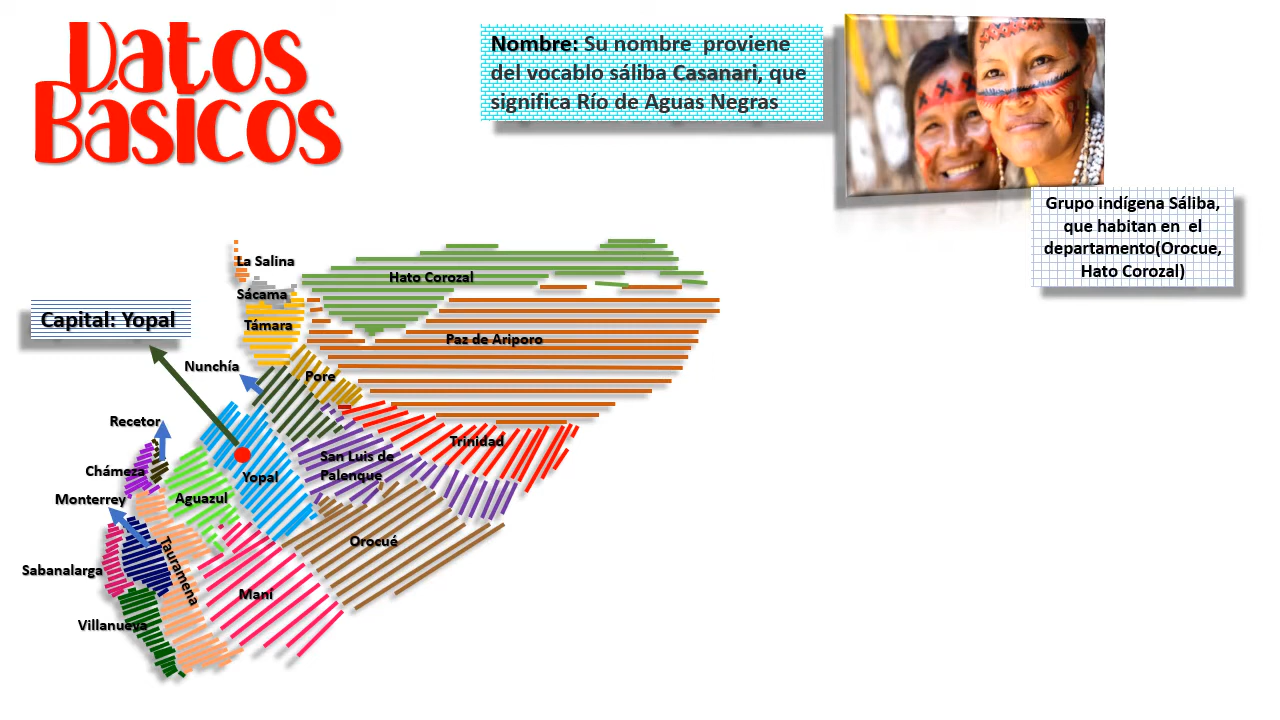 Datos
Básicos
Nombre: Su nombre proviene
del vocablo sáliba Casanari, que
significa Río de Aguas Negras
Grupo indígena Sáliba,
que habitan en el
departamento(Orocue,
Hato Corozal)
La Salina
Hato Corozal
Sácama
Capital: Yopal
Támara
Paz de Ariporo
Nunchía
Pore
Recetor
Trinidad
San Luis de
Palenque
Chámeza
Yopal
Monterrey
Aguazul
Orocué
Sabanalarga
Tauramena
Maní
Villanueva